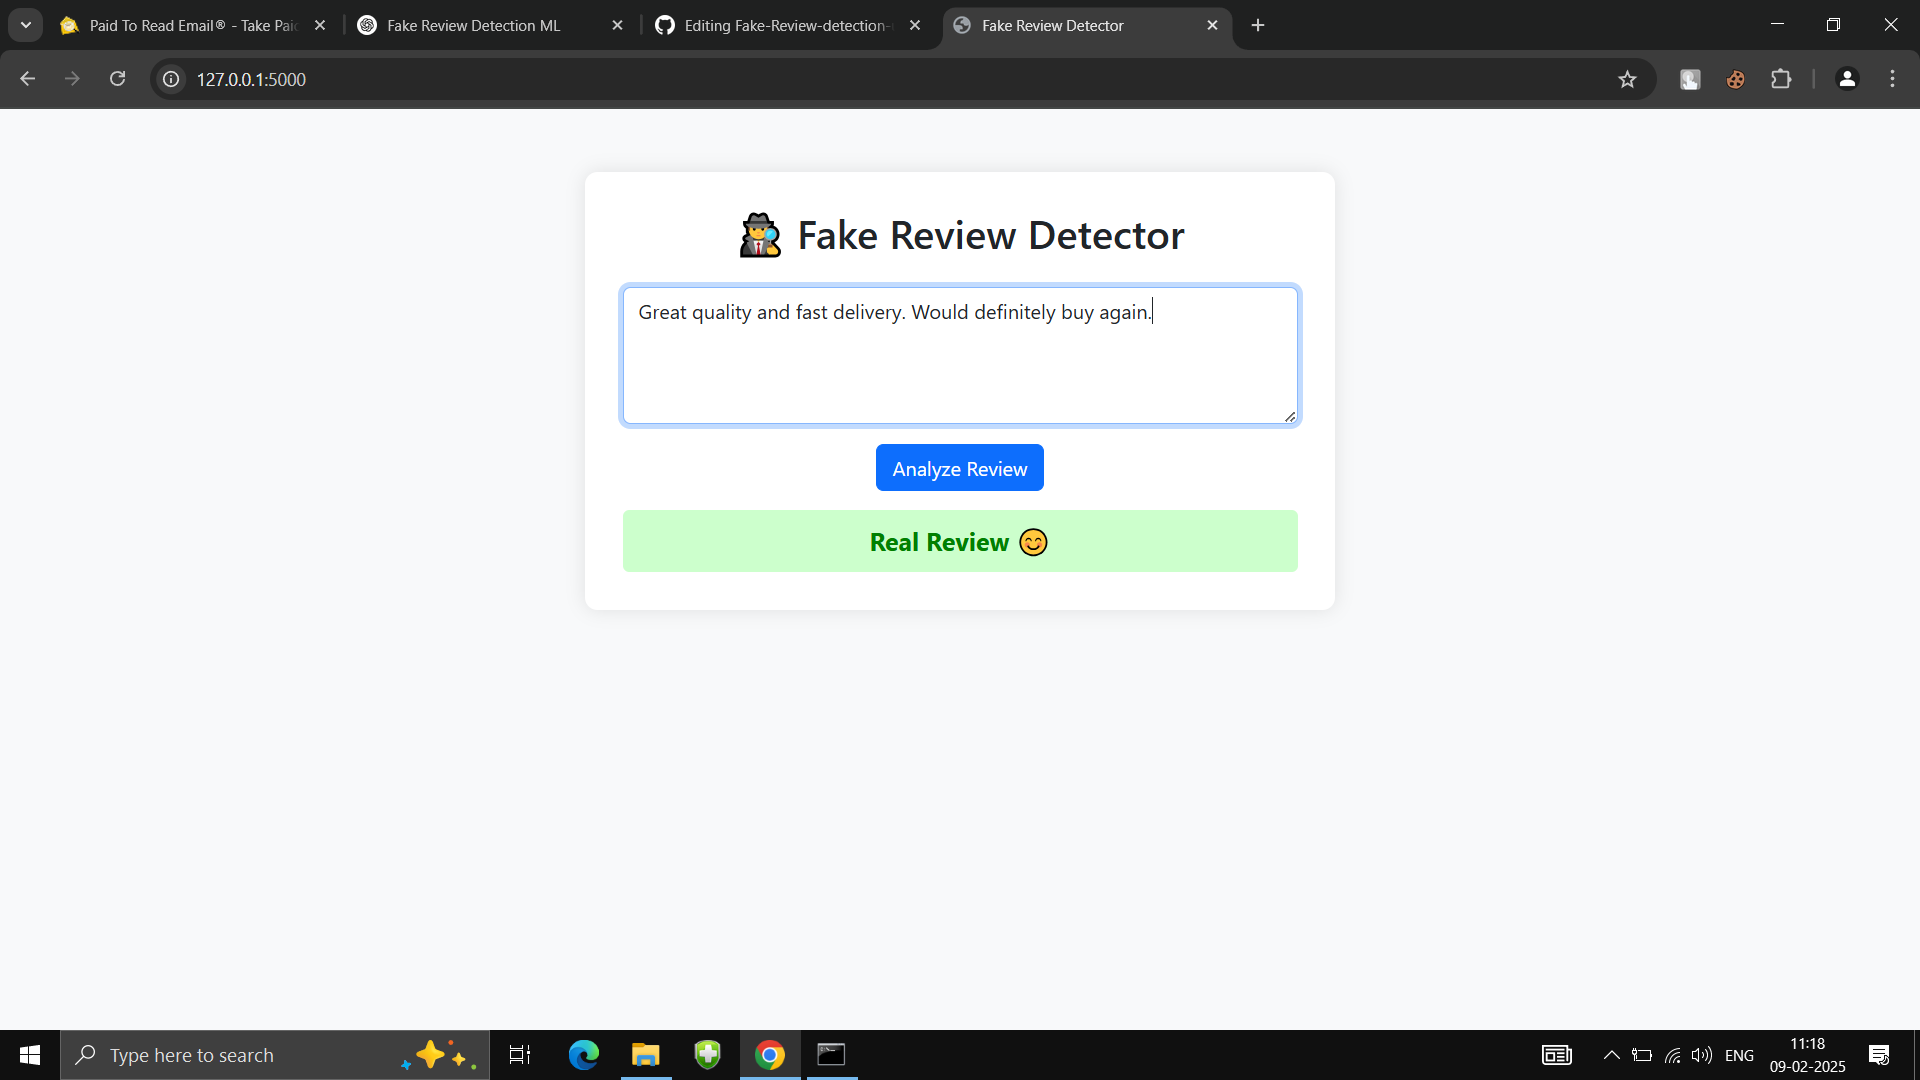 Paid To Read Email® - Take Paid
Fake Review Detection ML
Editing Fake-Review-detection-
Fake Review Detector
127.0.0.1:5000
Fake Review Detector
Great quality and fast delivery. Would definitely buy again.
Analyze Review
Real Review
Type here to search
ENG
11:18
09-02-2025